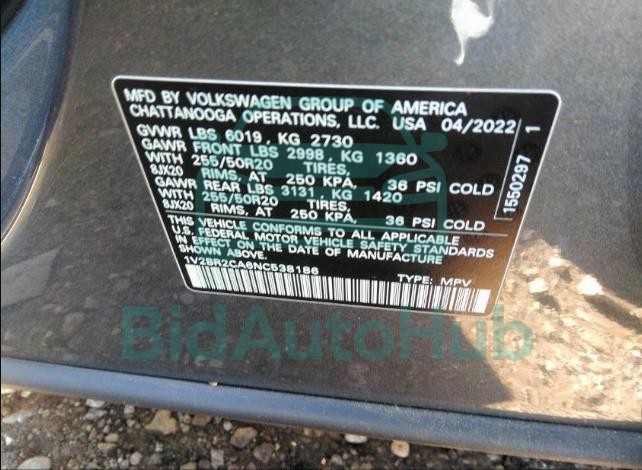 MFD BY VOLKSWAGEN GROUP OF AMERICA
CHATTANOOGA OPERATIONS, LLC. USA 04/2022
GVWR LBS 6019, KG 2730
GAWR FRONT LBS 2998, KG 1360
WITH 255/50R20 TIRES,
8JX20 RIMS, AT 250 KPA, 36 PSI COLD
GAWR REAR LBS 3131, KG 1420
WITH 255/50R20 TIRES,
8JX20 RIMS, AT 250 KPA, 36 PSI COLD
THIS VEHICLE CONFORMS TO ALL APPLICABLE
U.S. FEDERAL MOTOR VEHICLE SAFETY STANDARDS
IN EFFECT ON THE DATE OF MANUFACTURE
SHOWN ABOVE.
1V2BR2CA6NC538186 TYPE: MPV
1550297 1
BidAutoHub